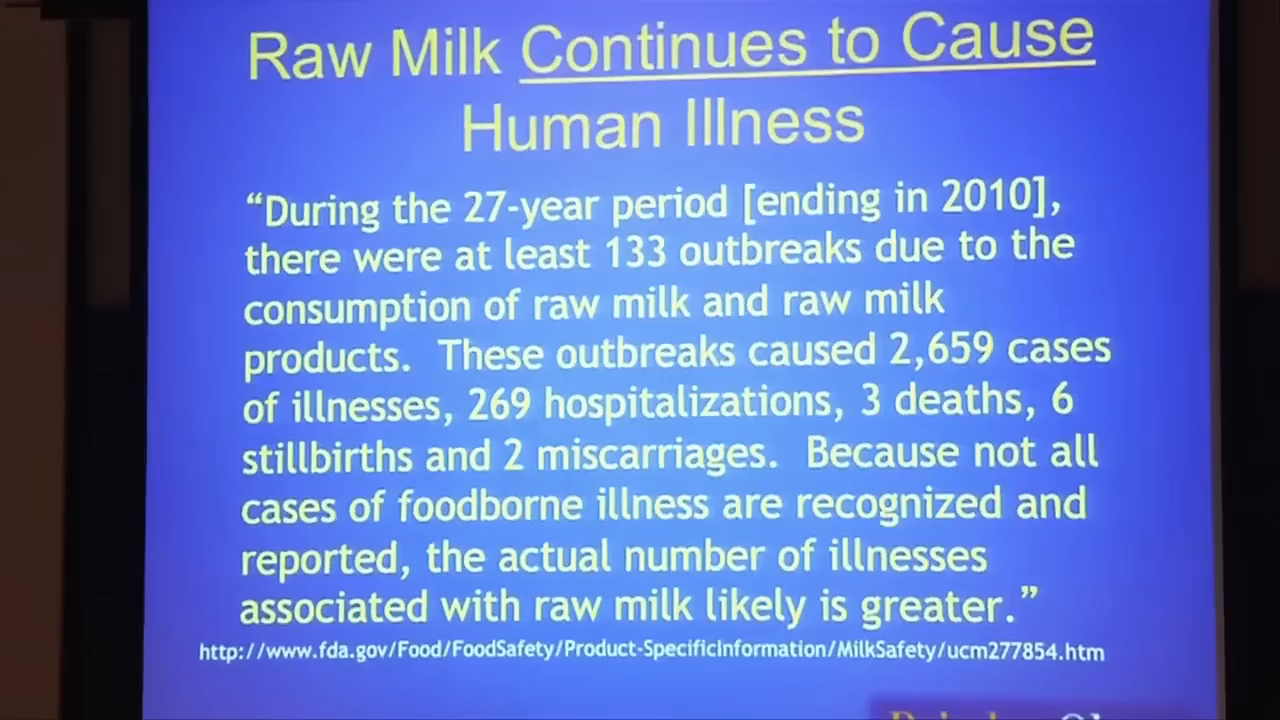 Raw Milk Continues to Cause
Human Illness
“During the 27-year period [ending in 2010],
there were at least 133 outbreaks due to the
consumption of raw milk and raw milk
products.  These outbreaks caused 2,659 cases
of illnesses, 269 hospitalizations, 3 deaths, 6
stillbirths and 2 miscarriages.  Because not all
cases of foodborne illness are recognized and
reported, the actual number of illnesses
associated with raw milk likely is greater.”
http://www.fda.gov/Food/FoodSafety/Product-SpecificInformation/MilkSafety/ucm277854.htm